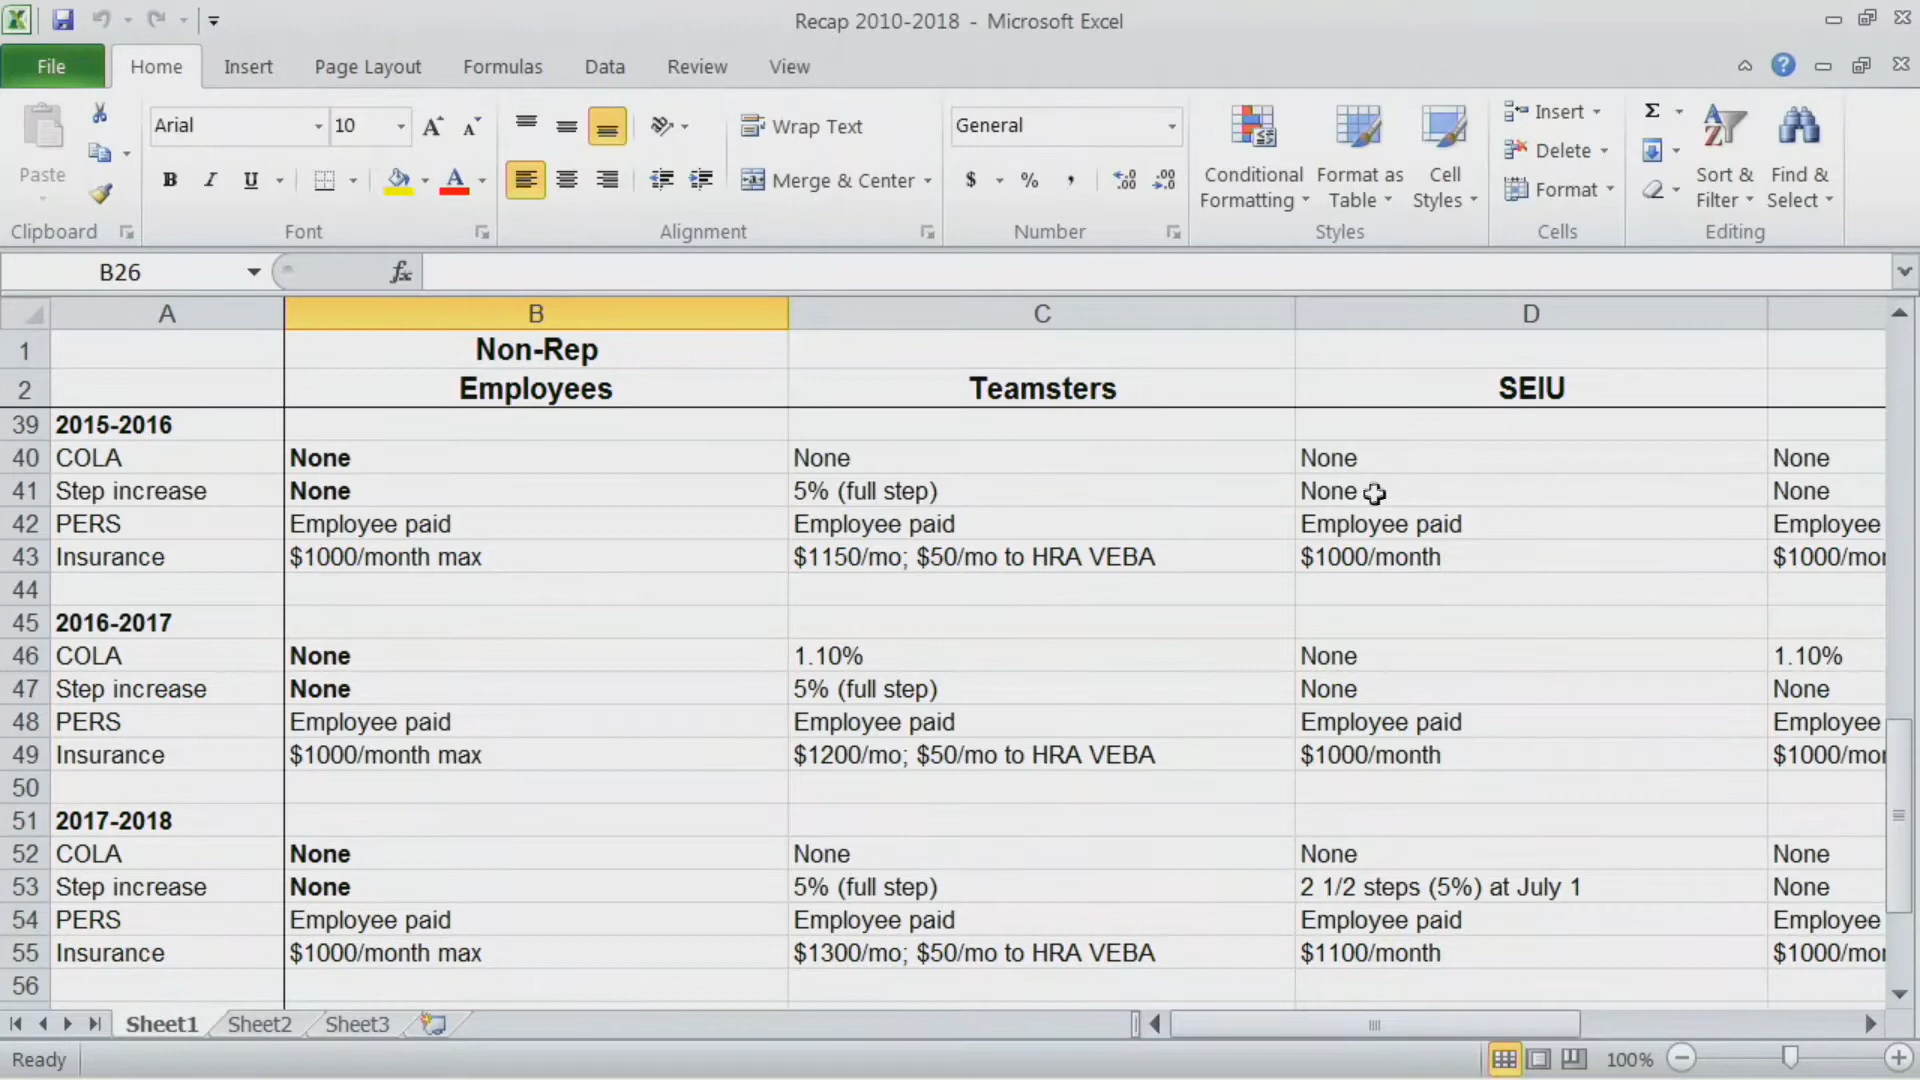 Recap 2010-2018 - Microsoft Excel
File Home Insert Page Layout Formulas Data Review View
Paste
Clipboard
Arial 10
B I U
Font
Wrap Text
Merge & Center
Alignment
General
$ % ,
Number
Conditional Formatting
Format as Table
Cell Styles
Styles
Insert
Delete
Format
Cells
Sort & Filter
Find & Select
Editing
B26 fx
A B C D
1 Non-Rep
2 Employees Teamsters SEIU
39 2015-2016
40 COLA None None None None
41 Step increase None 5% (full step) None None
42 PERS Employee paid Employee paid Employee paid Employee
43 Insurance $1000/month max $1150/mo; $50/mo to HRA VEBA $1000/month $1000/mo
44
45 2016-2017
46 COLA None 1.10% None 1.10%
47 Step increase None 5% (full step) None None
48 PERS Employee paid Employee paid Employee paid Employee
49 Insurance $1000/month max $1200/mo; $50/mo to HRA VEBA $1000/month $1000/mo
50
51 2017-2018
52 COLA None None None None
53 Step increase None 5% (full step) 2 1/2 steps (5%) at July 1 None
54 PERS Employee paid Employee paid Employee paid Employee
55 Insurance $1000/month max $1300/mo; $50/mo to HRA VEBA $1100/month $1000/mo
56
Sheet1 Sheet2 Sheet3
Ready 100%